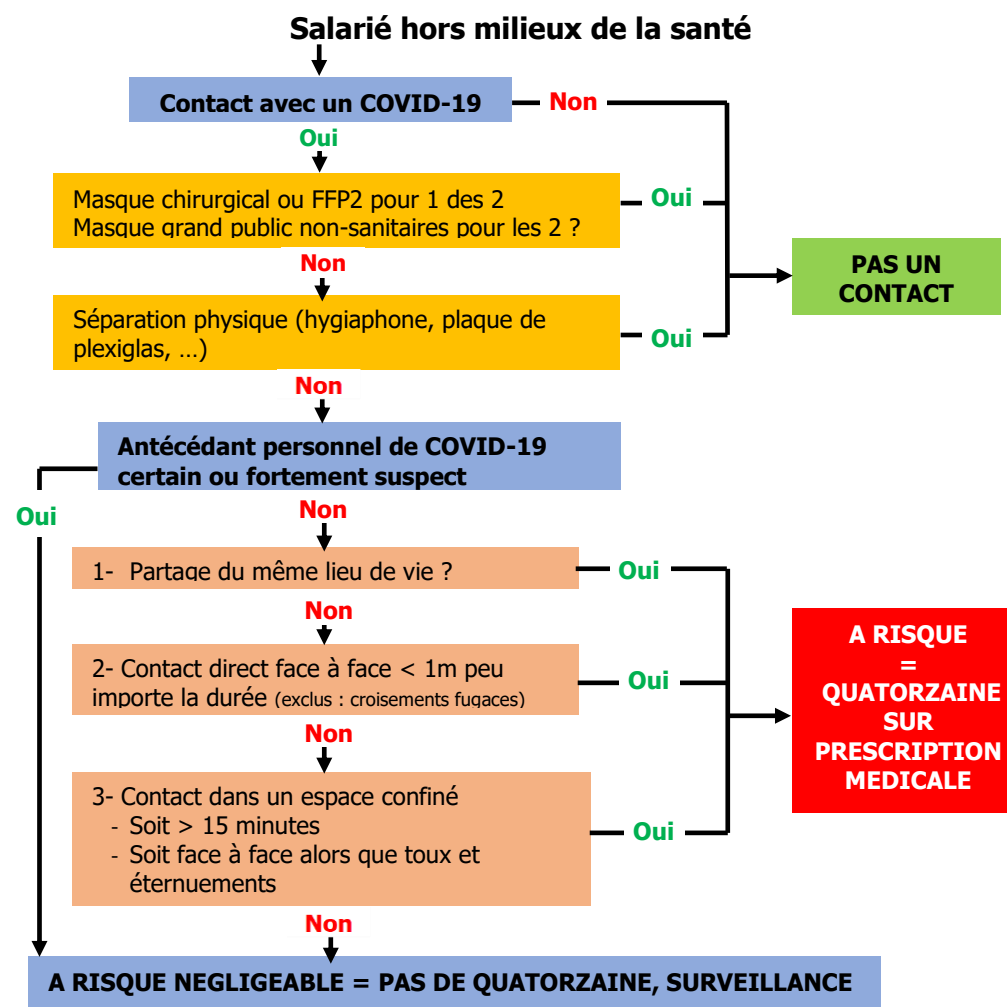 Salarié hors milieux de la santé
Contact avec un COVID-19
Non
Oui
Masque chirurgical ou FFP2 pour 1 des 2
Masque grand public non-sanitaires pour les 2 ?
Oui
Non
PAS UN
CONTACT
Séparation physique (hygiaphone, plaque de
plexiglas, …)
Oui
Non
Antécédant personnel de COVID-19
certain ou fortement suspect
Oui
Non
1- Partage du même lieu de vie ?
Oui
Non
2- Contact direct face à face < 1m peu
importe la durée (exclus : croisements fugaces)
Oui
Non
A RISQUE
=
QUATORZAINE
SUR
PRESCRIPTION
MEDICALE
3- Contact dans un espace confiné
- Soit > 15 minutes
- Soit face à face alors que toux et
éternuements
Oui
Non
A RISQUE NEGLIGEABLE = PAS DE QUATORZAINE, SURVEILLANCE